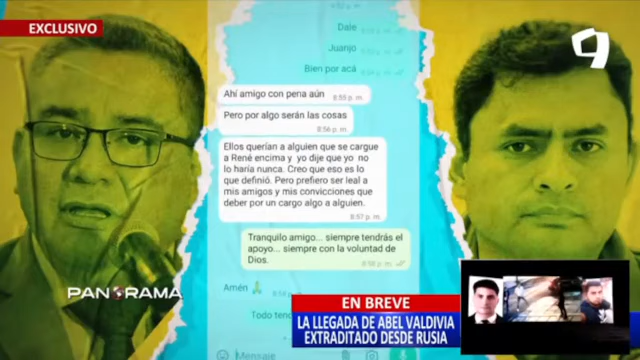 EXCLUSIVO
9
Dale
Juanjo
Bien por acá
Ahí amigo con pena aún
8:55 p. m.
Pero por algo serán las cosas
8:56 p. m.
Ellos querían a alguien que se cargue
a René encima y yo dije que yo no
lo haría nunca. Creo que eso es lo
que definió. Pero prefiero ser leal a
mis amigos y mis convicciones que
deber por un cargo algo a alguien.
8:57 p. m.
Tranquilo amigo... siempre tendrás el
apoyo... siempre con la voluntad de
Dios.
8:58 p. m.
Amén 🙏
Todo
Mensaje
PANORAMA
EN BREVE
LA LLEGADA DE ABEL VALDIVIA
EXTRADITADO DESDE RUSIA